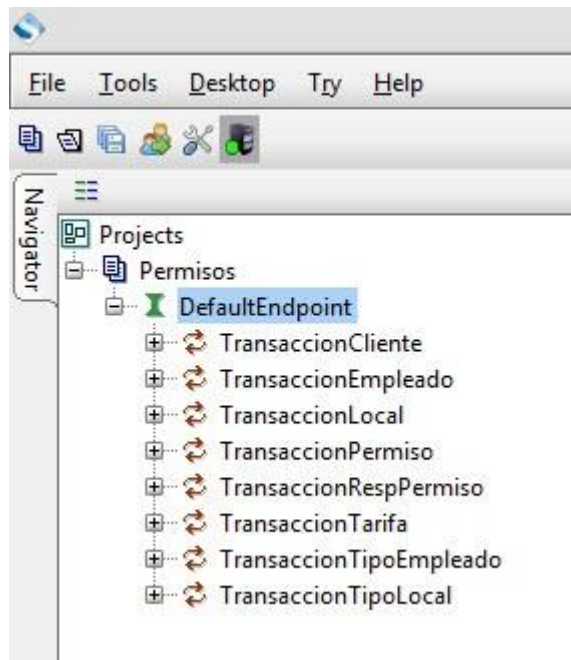 File Tools Desktop Try Help
Navigator
Projects
Permisos
DefaultEndpoint
TransaccionCliente
TransaccionEmpleado
TransaccionLocal
TransaccionPermiso
TransaccionRespPermiso
TransaccionTarifa
TransaccionTipoEmpleado
TransaccionTipoLocal